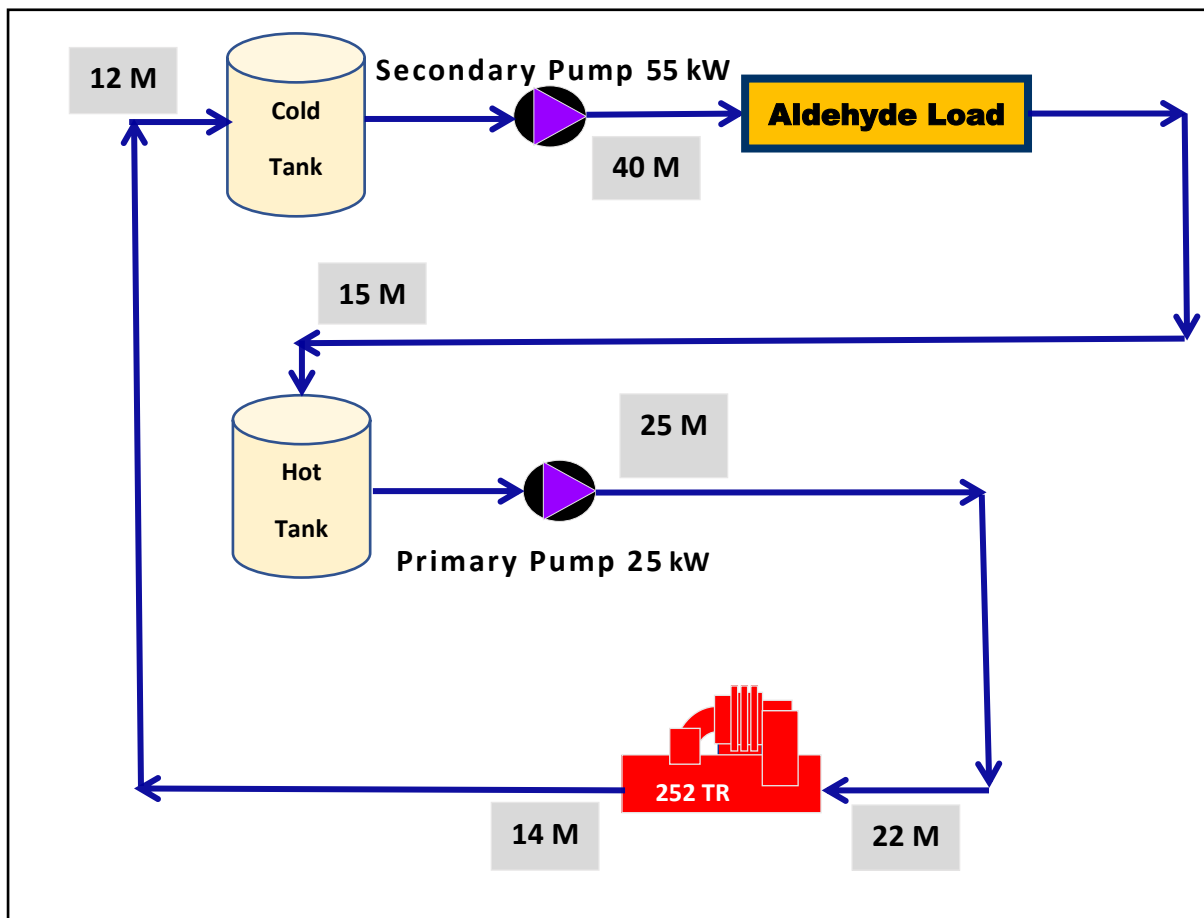 12 M
Secondary Pump 55 kW
Cold
Tank
Aldehyde Load
40 M
15 M
25 M
Hot
Tank
Primary Pump 25 kW
252 TR
14 M
22 M